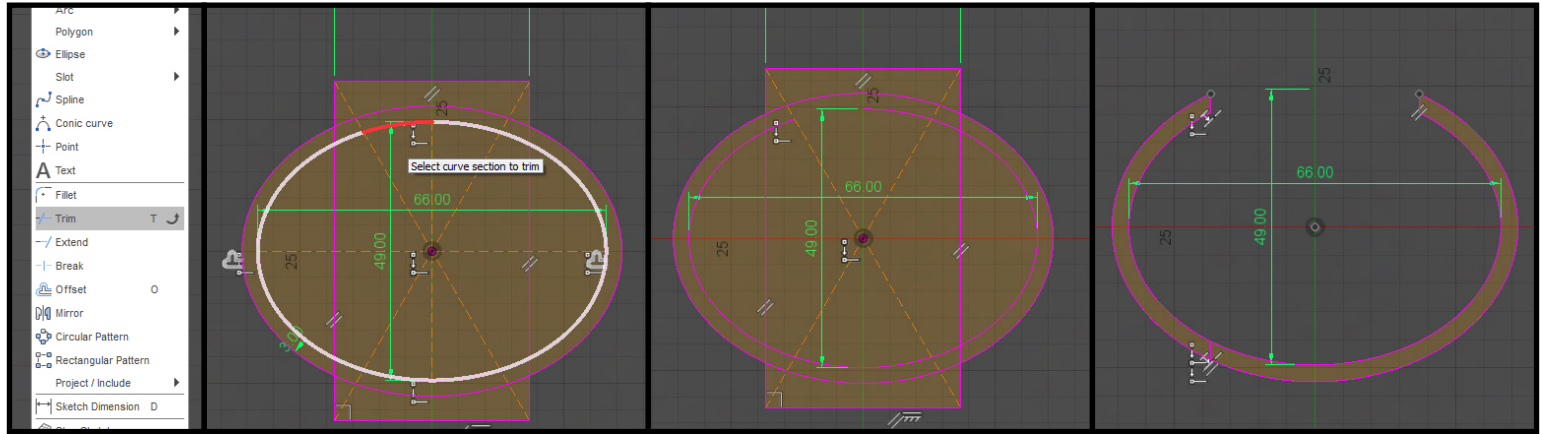 Arc
Polygon
Ellipse
Slot
Spline
Conic curve
Point
A Text
Fillet
Trim T
Extend
Break
Offset O
Mirror
Circular Pattern
Rectangular Pattern
Project / Include
Sketch Dimension D
25
Select curve section to trim
66.00
49.00
25
3.00
25
66.00
49.00
25
25
66.00
49.00
25